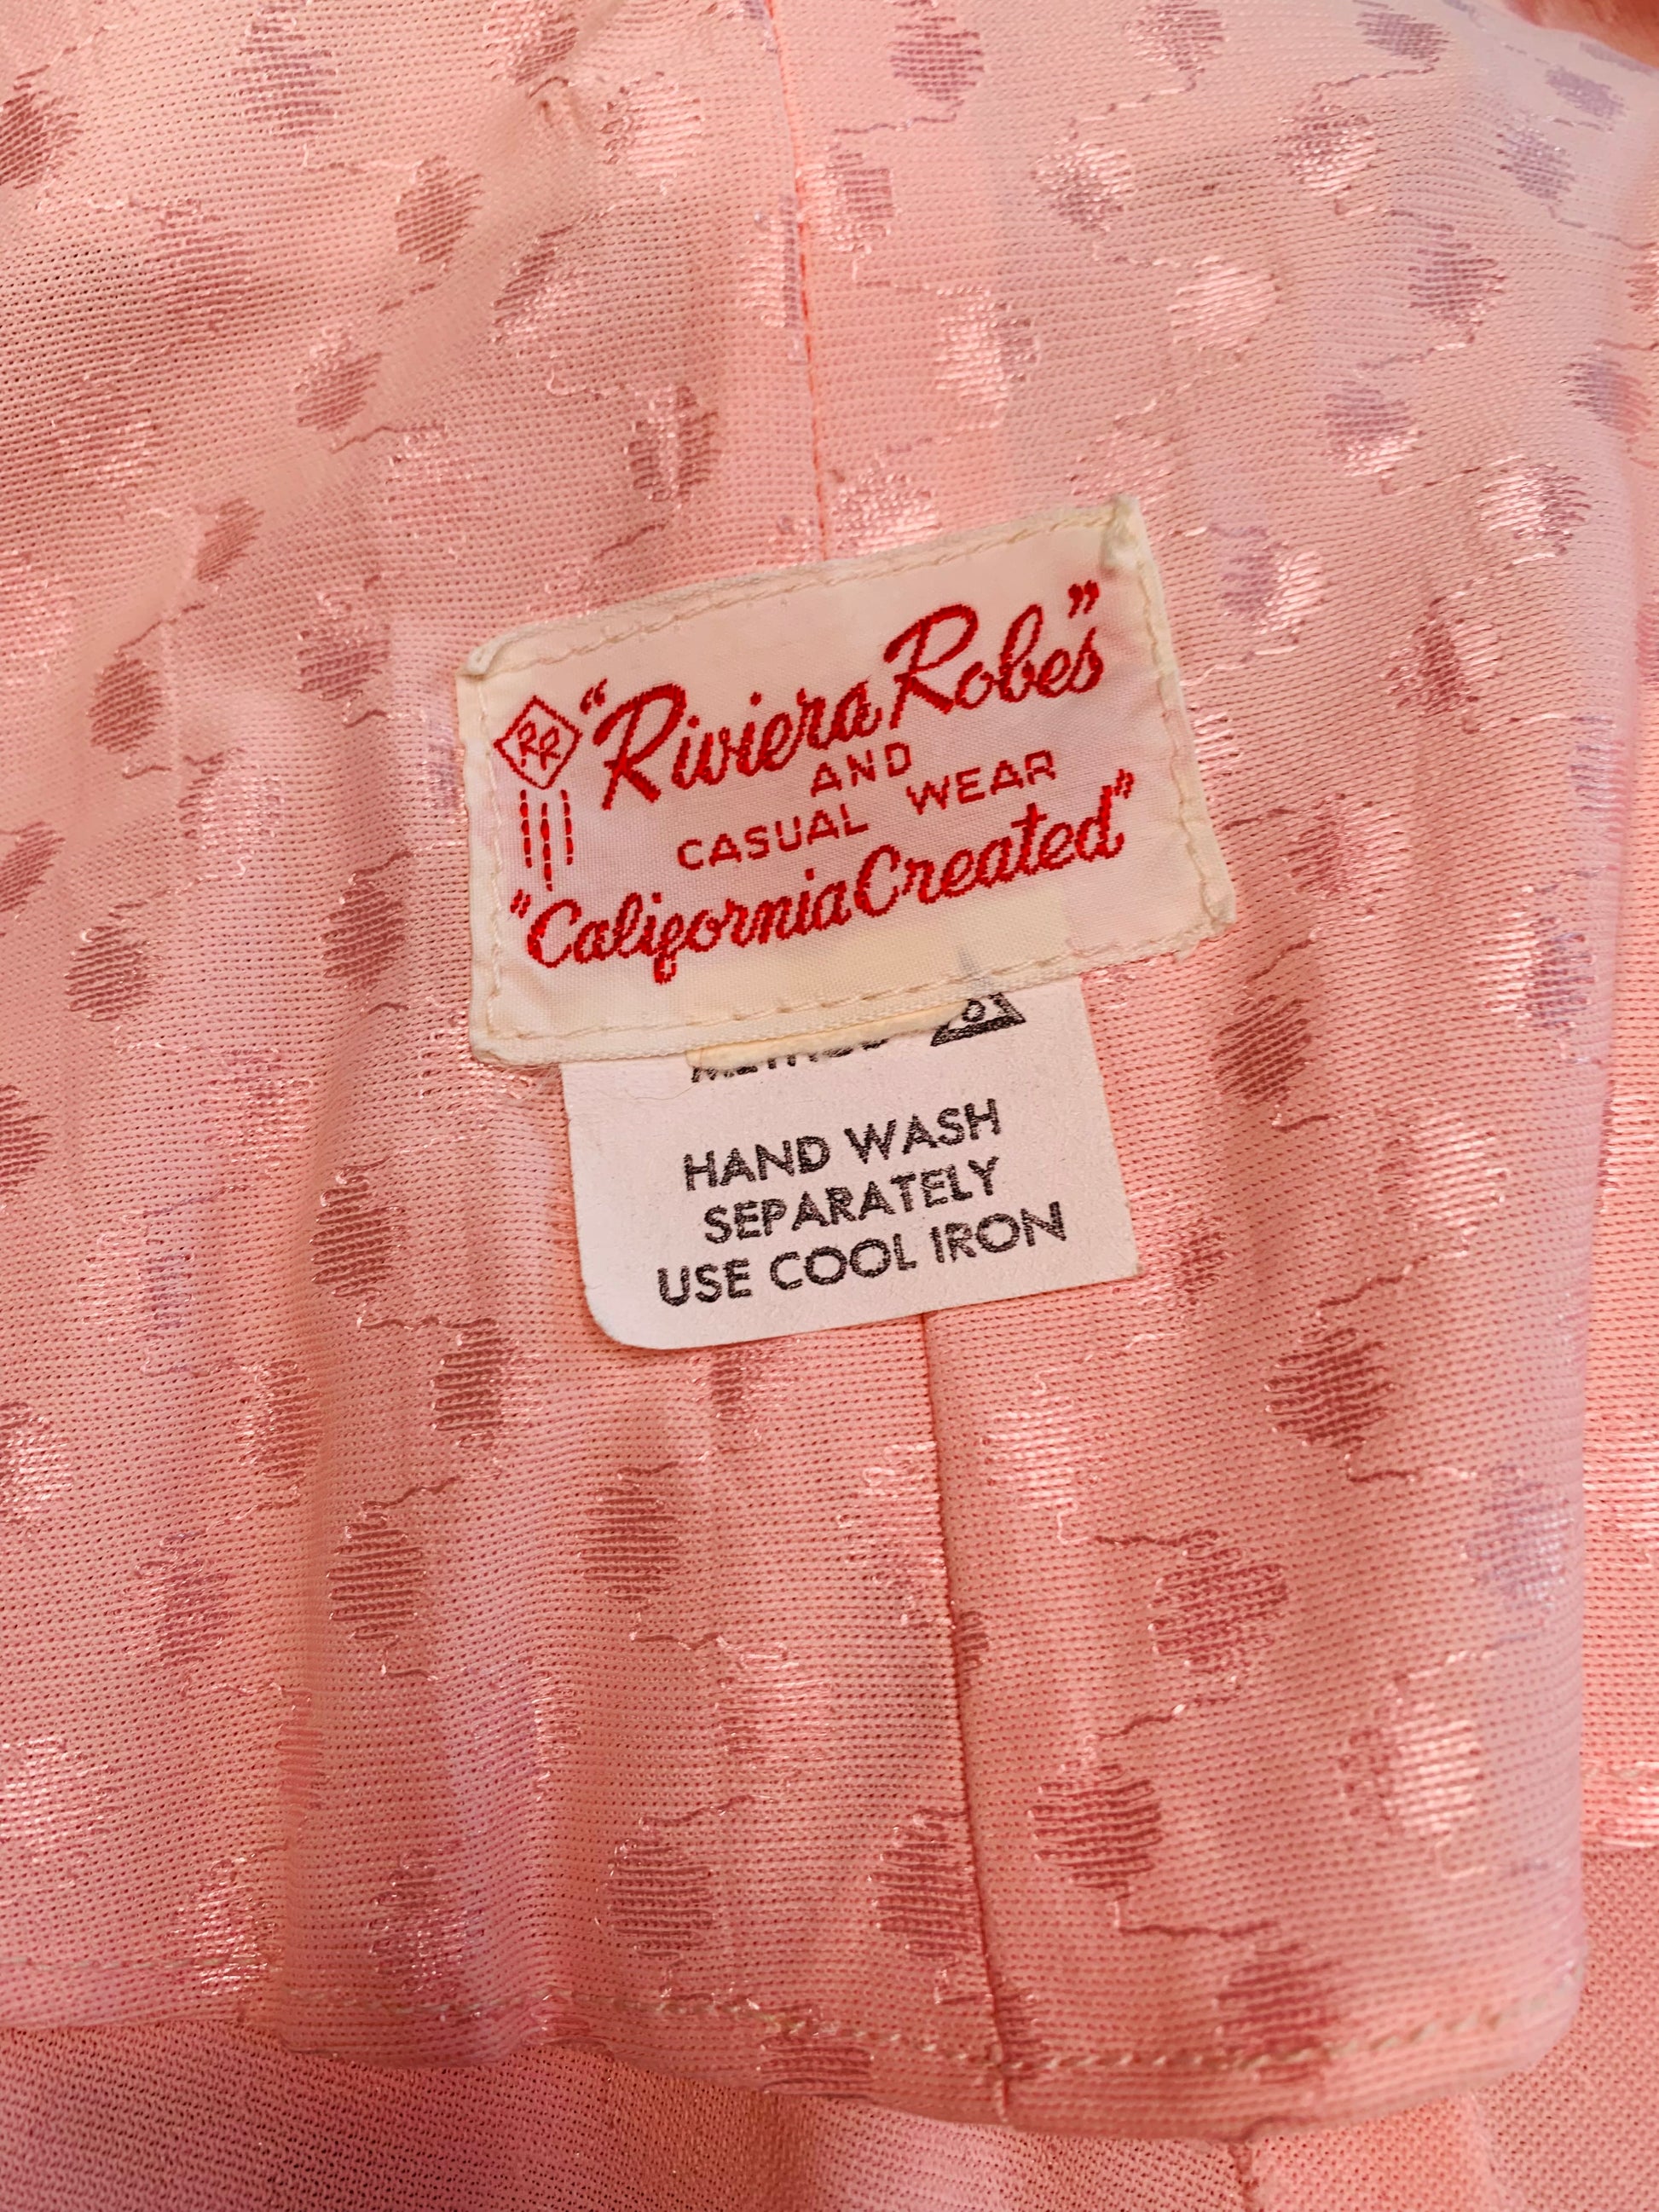 RR
"Riviera Robes"
AND
CASUAL WEAR
"California Created"
HAND WASH
SEPARATELY
USE COOL IRON